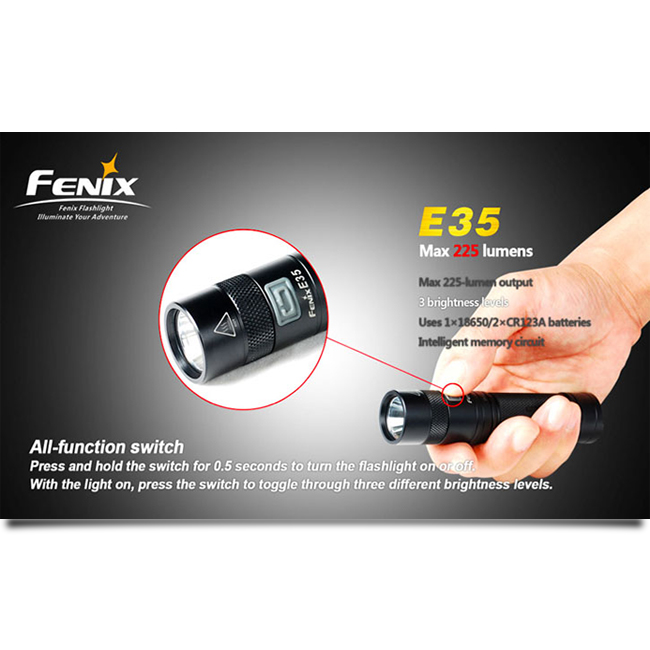 FENIX
Fenix Flashlight
Illuminate Your Adventure
E35
Max 225 lumens
Max 225-lumen output
3 brightness levels
Uses 1×18650/2×CR123A batteries
Intelligent memory circuit
FENIX E35
All-function switch
Press and hold the switch for 0.5 seconds to turn the flashlight on or off
With the light on, press the switch to toggle through three different brightness levels.